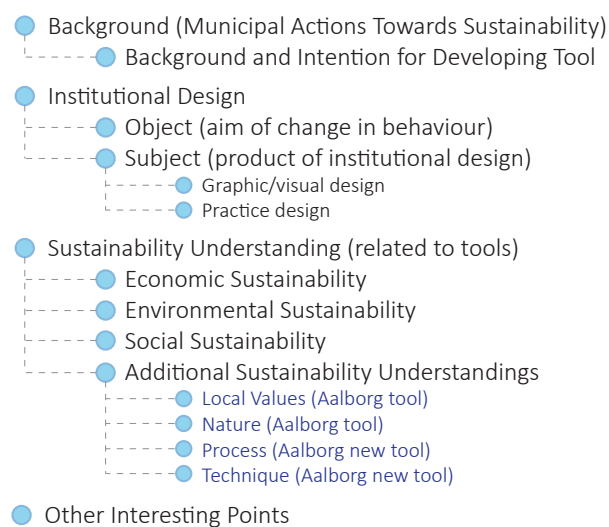 Background (Municipal Actions Towards Sustainability)
Background and Intention for Developing Tool
Institutional Design
Object (aim of change in behaviour)
Subject (product of institutional design)
Graphic/visual design
Practice design
Sustainability Understanding (related to tools)
Economic Sustainability
Environmental Sustainability
Social Sustainability
Additional Sustainability Understandings
Local Values (Aalborg tool)
Nature (Aalborg tool)
Process (Aalborg new tool)
Technique (Aalborg new tool)
Other Interesting Points